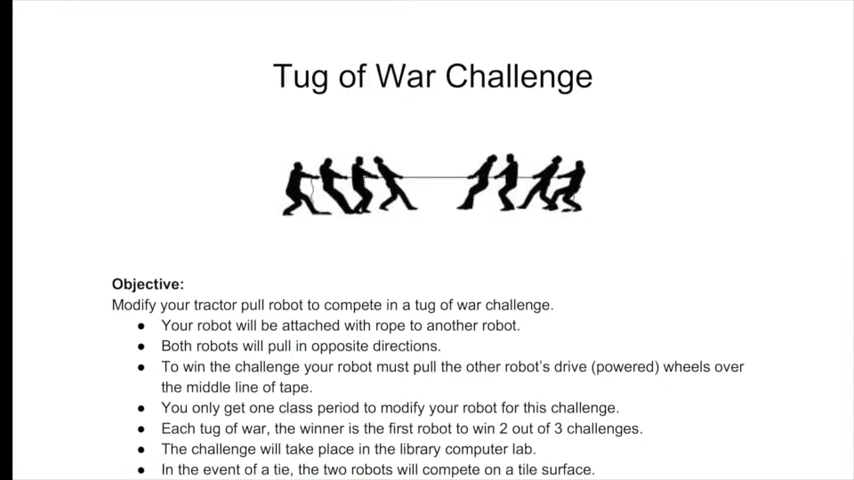 Tug of War Challenge
Objective:
Modify your tractor pull robot to compete in a tug of war challenge.
● Your robot will be attached with rope to another robot.
● Both robots will pull in opposite directions.
● To win the challenge your robot must pull the other robot's drive (powered) wheels over
the middle line of tape.
● You only get one class period to modify your robot for this challenge.
● Each tug of war, the winner is the first robot to win 2 out of 3 challenges.
● The challenge will take place in the library computer lab.
● In the event of a tie, the two robots will compete on a tile surface.